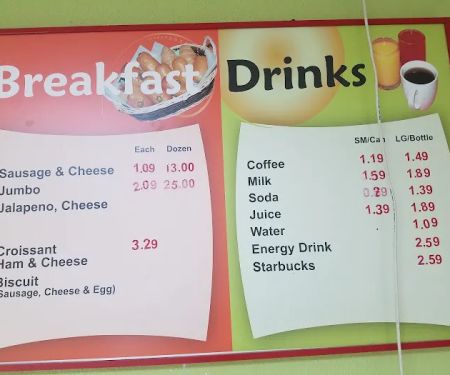 Breakfast
Each Dozen
Sausage & Cheese 1.09 13.00
Jumbo 2.09 25.00
Jalapeno, Cheese
Croissant 3.29
Ham & Cheese
Biscuit
Sausage, Cheese & Egg)
Drinks
SM/Can LG/Bottle
Coffee 1.19 1.49
Milk 1.59 1.89
Soda 1.39
Juice 1.39 1.89
Water 1.09
Energy Drink 2.59
Starbucks 2.59